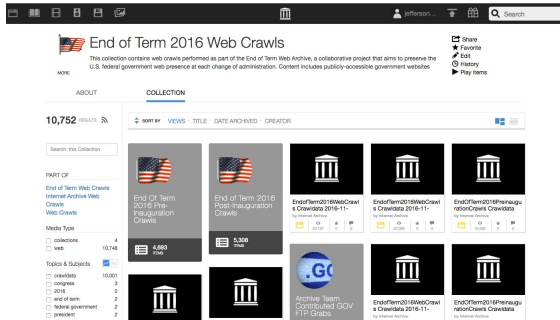 jefferson...
Search
End of Term 2016 Web Crawls
This collection contains web crawls performed as part of the End of Term Web Archive, a collaborative project that aims to preserve the
U.S. federal government web presence at each change of administration. Content includes publicly-accessible government websites
MORE
Share
Favorite
Edit
History
Play items
ABOUT
COLLECTION
10,752 RESULTS
SORT BY VIEWS · TITLE · DATE ARCHIVED · CREATOR
Search this Collection
PART OF
End of Term Web Crawls
Internet Archive Web
Crawls
Web Crawls
Media Type
collections 4
web 10,748
Topics & Subjects
crawldata 10,001
congress 3
2016 2
end of term 2
federal government 2
president 2
End Of Term
2016 Pre-
Inauguration
Crawls
4,893
ITEMS
End of Term 2016
Post-Inauguration
Crawls
5,308
ITEMS
EndofTerm2016WebCrawl
s Crawldata 2016-11-
by Internet Archive
EndOfTerm2016WebCrawl
s Crawldata 2016-11-
by Internet Archive
EndOfTerm2016Preinaugu
rationCrawls Crawldata
by Internet Archive
.GO
Archive Team
Contributed GOV
FTP Grabs
EndOfTerm2016WebCrawl
s Crawldata 2016-11-
by Internet Archive
EndOfTerm2016Preinaugu
rationCrawls Crawldata
by Internet Archive